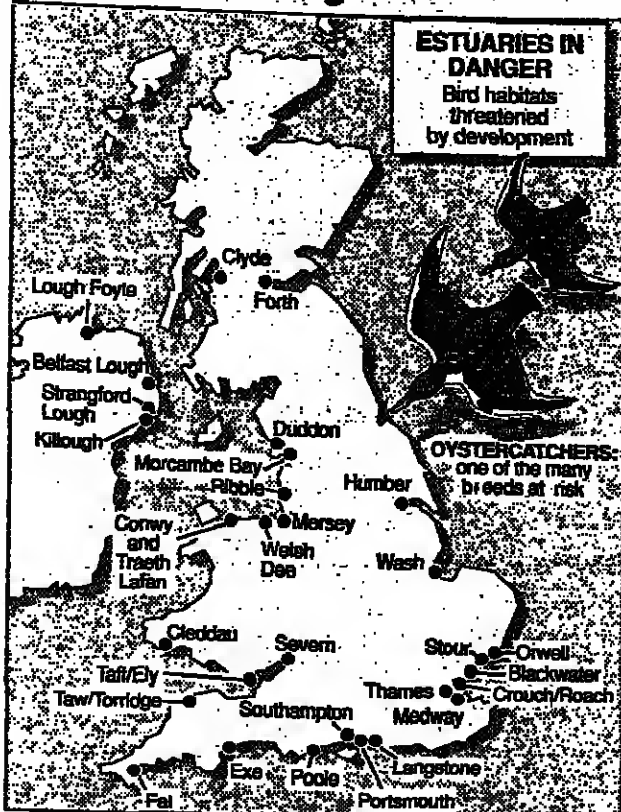 ESTUARIES IN
DANGER
Bird habitats
threatened
by development
Clyde
Forth
Lough Foyle
Belfast Lough
Strangford
Lough
Killough
Duddon
Morcambe Bay
Ribble
Humber
Conwy
and
Traeth
Lafan
Mersey
Welsh
Dee
Wash
OYSTERCATCHERS:
one of the many
breeds at risk
Cleddau
Severn
Stour
Orwell
Blackwater
Taft/Ely
Thames
Crouch/Roach
Taw/Torridge
Medway
Southampton
Langstone
Exe
Poole
Fal
Portsmouth